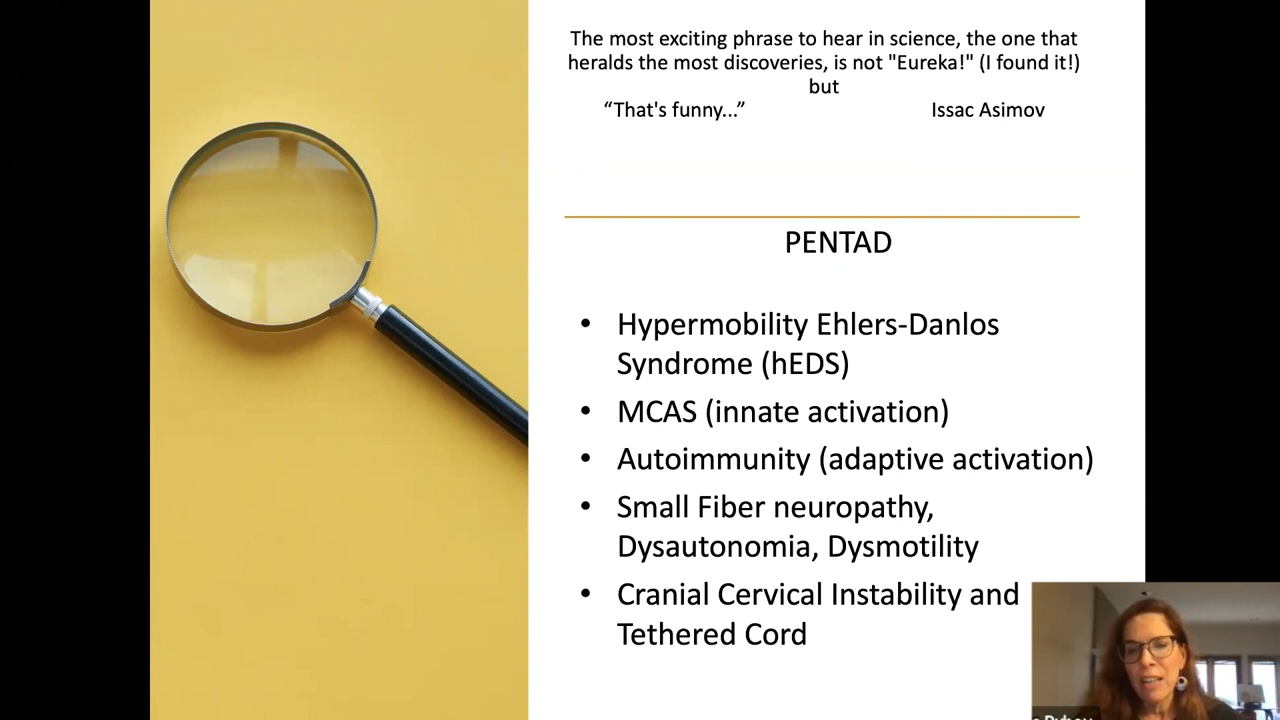 The most exciting phrase to hear in science, the one that
heralds the most discoveries, is not "Eureka!" (I found it!)
but
“That's funny...” Issac Asimov
PENTAD
• Hypermobility Ehlers-Danlos
Syndrome (hEDS)
• MCAS (innate activation)
• Autoimmunity (adaptive activation)
• Small Fiber neuropathy,
Dysautonomia, Dysmotility
• Cranial Cervical Instability and
Tethered Cord